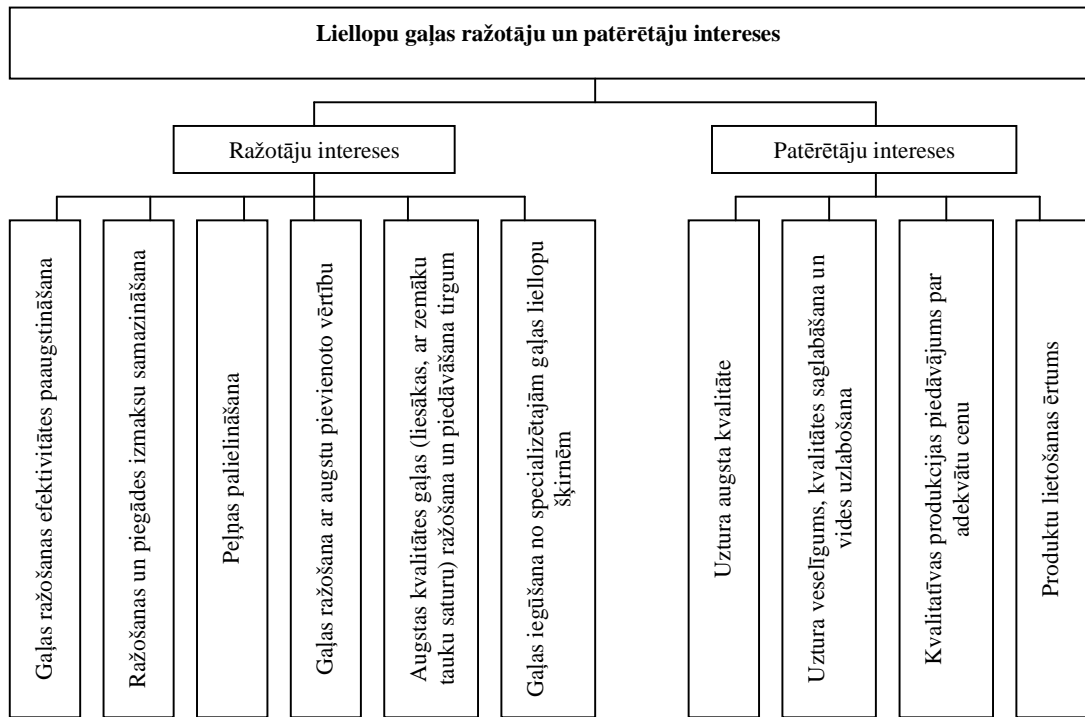 Liellopu gaļas ražotāju un patērētāju intereses
Ražotāju intereses
Patērētāju intereses
Gaļas ražošanas efektivitātes paaugstināšana
Ražošanas un piegādes izmaksu samazināšana
Peļņas palielināšana
Gaļas ražošana ar augstu pievienoto vērtību
Augstas kvalitātes gaļas (liesākas, ar zemāku
tauku saturu) ražošana un piedāvāšana tirgum
Gaļas iegūšana no specializētajām gaļas liellopu
šķirnēm
Uztura augsta kvalitāte
Uztura veselīgums, kvalitātes saglabāšana un
vides uzlabošana
Kvalitatīvas produkcijas piedāvājums par
adekvātu cenu
Produktu lietošanas ērtums